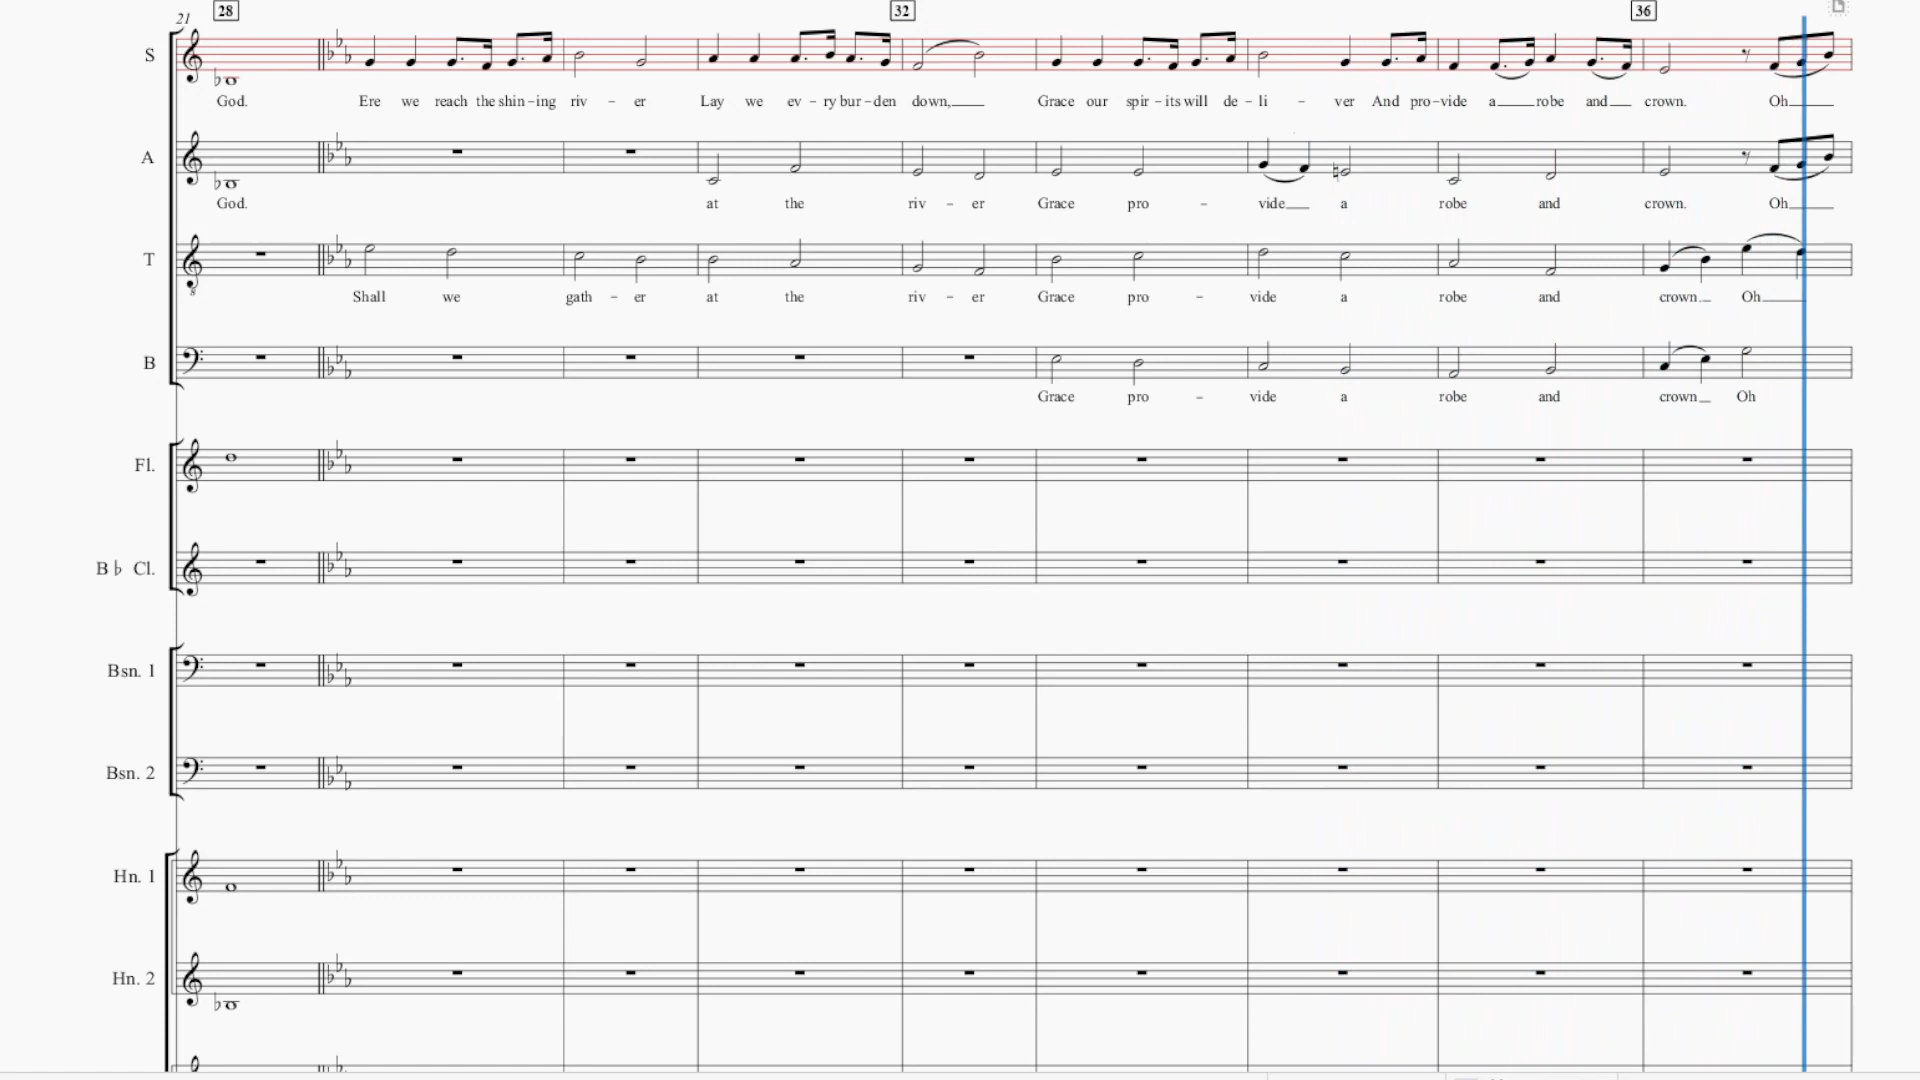 21 28 32 36
S
God. Ere we reach the shin-ing riv - er Lay we ev-ry bur-den down, Grace our spir-its will de-li - ver And pro-vide a robe and crown. Oh
A
God. at the riv - er Grace pro - vide a robe and crown. Oh
T
Shall we gath - er at the riv - er Grace pro - vide a robe and crown. Oh
B
Grace pro - vide a robe and crown Oh
Fl.
B♭ Cl.
Bsn. 1
Bsn. 2
Hn. 1
Hn. 2